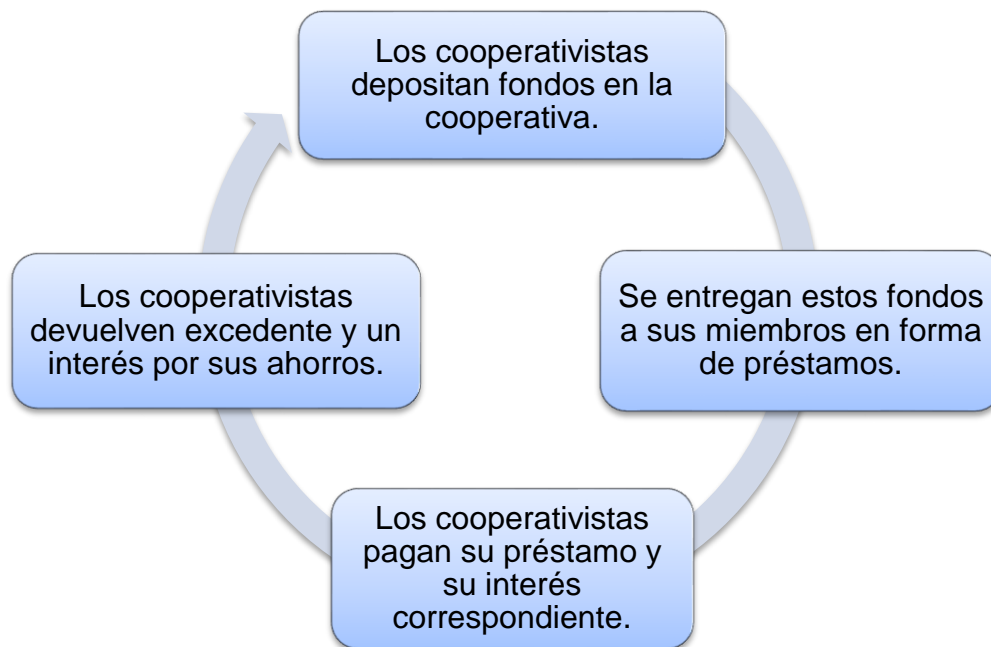 Los cooperativistas
depositan fondos en la
cooperativa.
Se entregan estos fondos
a sus miembros en forma
de préstamos.
Los cooperativistas
pagan su préstamo y
su interés
correspondiente.
Los cooperativistas
devuelven excedente y un
interés por sus ahorros.